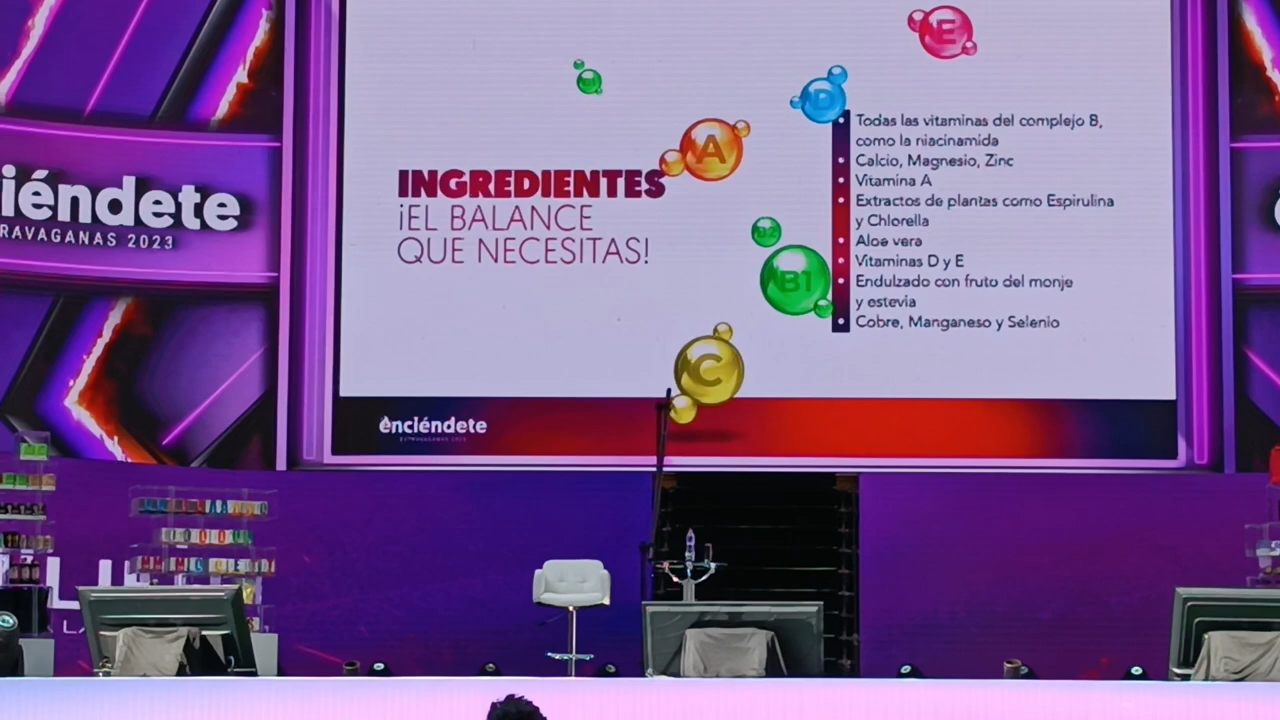 E
D
A
Todas las vitaminas del complejo B,
como la niacinamida
Calcio, Magnesio, Zinc
Vitamina A
Extractos de plantas como Espirulina
y Chlorella
Aloe vera
Vitaminas D y E
Endulzado con fruto del monje
y estevia
Cobre, Manganeso y Selenio
INGREDIENTES
¡EL BALANCE
QUE NECESITAS!
B2
B1
C
iéndete
RAVAGANAS 2023
enciéndete